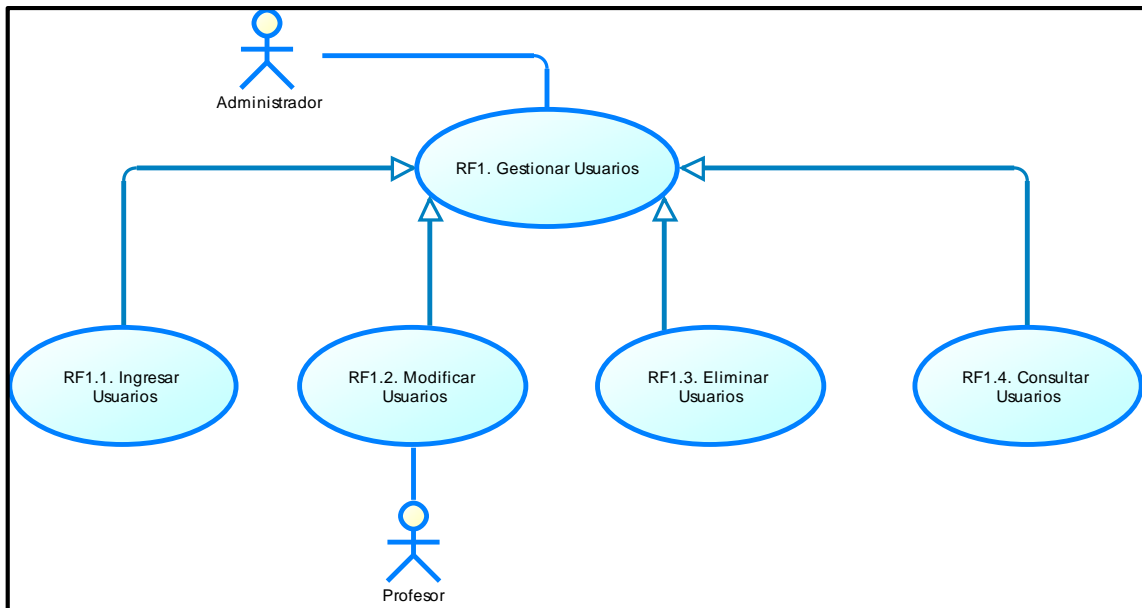 Administrador
RF1. Gestionar Usuarios
RF1.1. Ingresar
Usuarios
RF1.2. Modificar
Usuarios
RF1.3. Eliminar
Usuarios
RF1.4. Consultar
Usuarios
Profesor